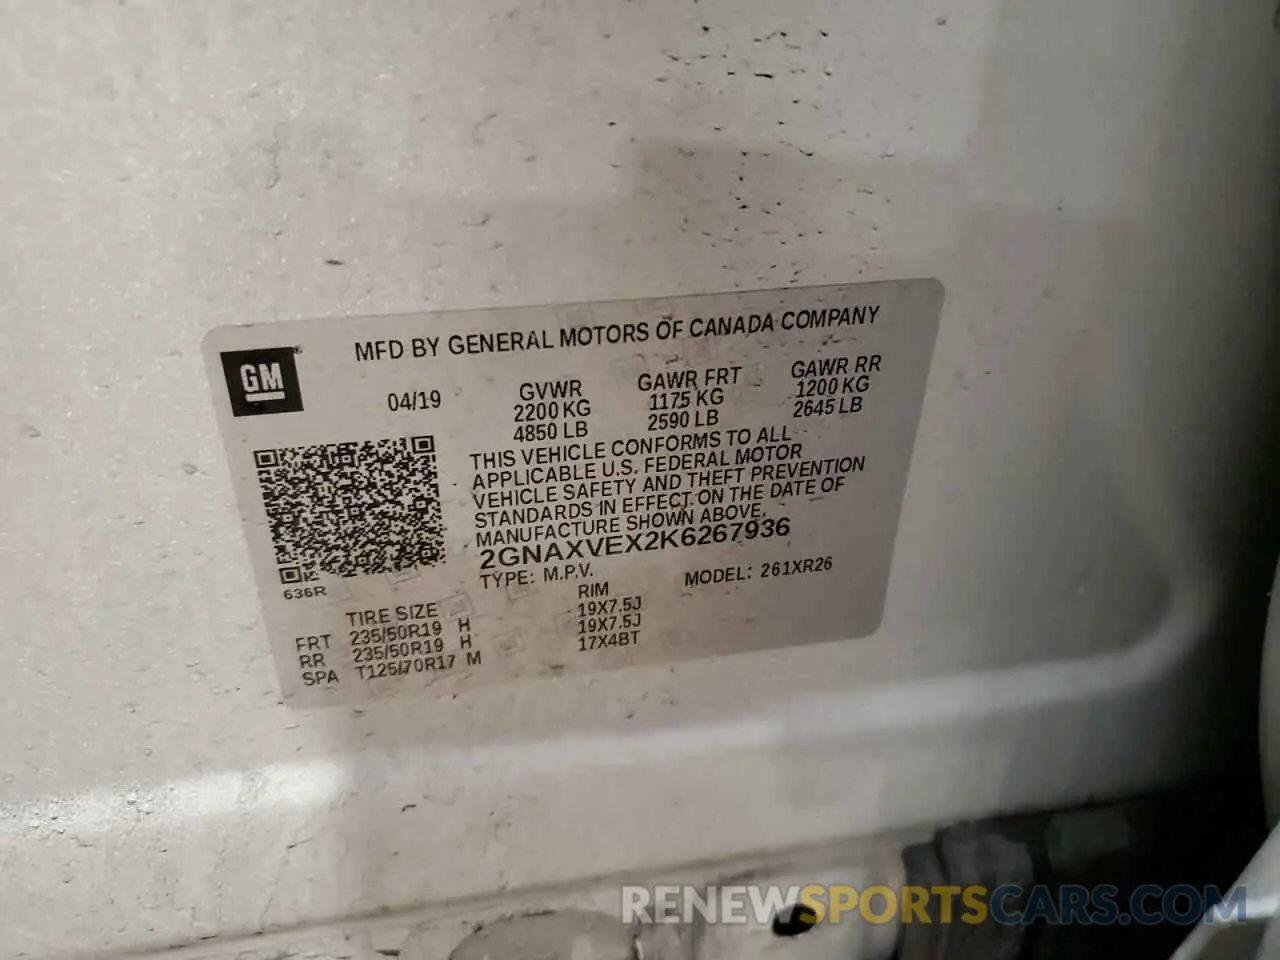 MFD BY GENERAL MOTORS OF CANADA COMPANY
GM
04/19
GVWR
2200 KG
4850 LB
GAWR FRT
1175 KG
2590 LB
GAWR RR
1200 KG
2645 LB
THIS VEHICLE CONFORMS TO ALL
APPLICABLE U.S. FEDERAL MOTOR
VEHICLE SAFETY AND THEFT PREVENTION
STANDARDS IN EFFECT ON THE DATE OF
MANUFACTURE SHOWN ABOVE.
2GNAXVEX2K6267936
TYPE: M.P.V.
MODEL: 261XR26
636R
TIRE SIZE RIM
FRT 235/50R19 H 19X7.5J
RR 235/50R19 H 19X7.5J
SPA T125/70R17 M 17X4BT
RENEWSPORTSCARS.COM